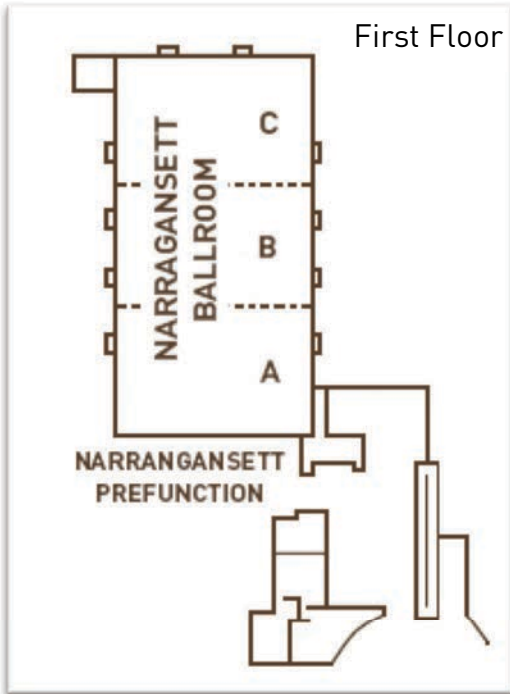 First Floor
C
NARRAGANSETT
BALLROOM
B
A
NARRANGANSETT
PREFUNCTION